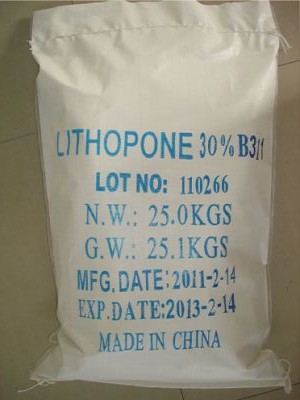 LITHOPONE 30% B311
LOT NO: 110266
N.W.: 25.0KGS
G.W.: 25.1KGS
MFG. DATE: 2011-2-14
EXP.DATE:2013-2-14
MADE IN CHINA